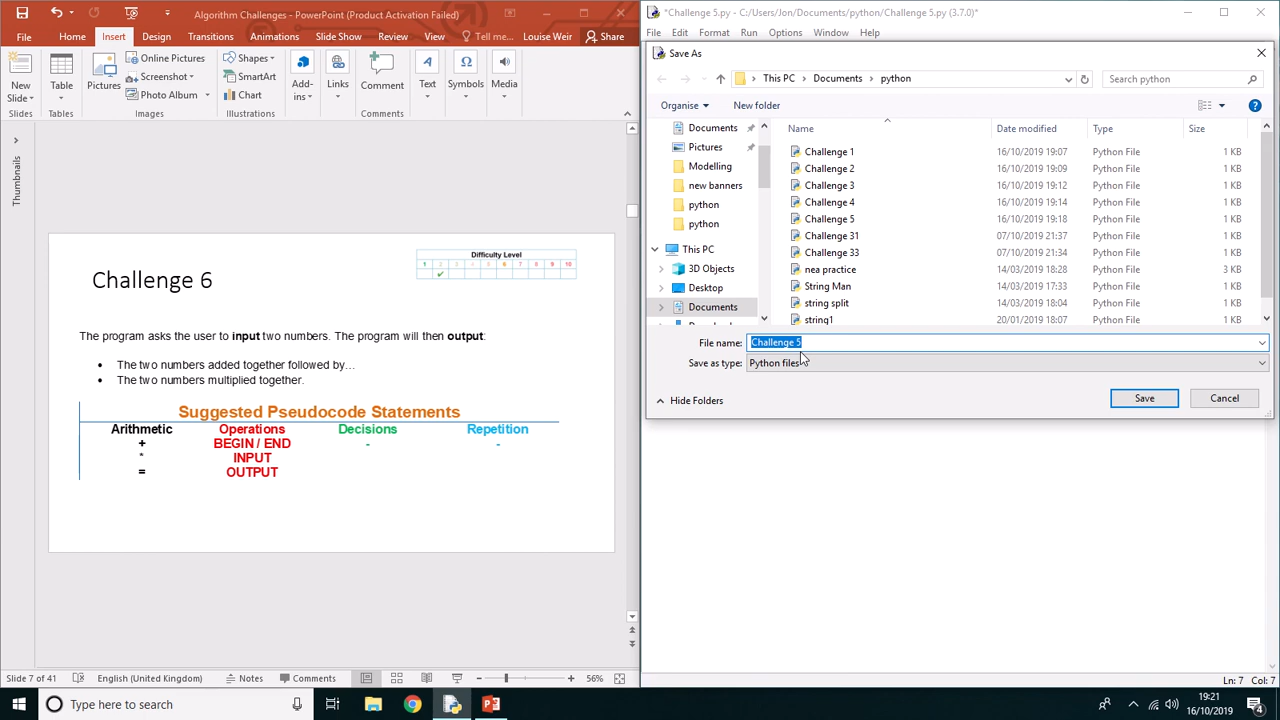 Algorithm Challenges - PowerPoint (Product Activation Failed)
File Home Insert Design Transitions Animations Slide Show Review View Tell me... Louise Weir Share
New Slide
Table
Pictures
Online Pictures
Screenshot
Photo Album
Shapes
SmartArt
Chart
Add-ins
Links
Comment
Text
Symbols
Media
Slides Tables Images Illustrations Comments
Thumbnails
Difficulty Level
1 2 3 4 5 6 7 8 9 10
Challenge 6
The program asks the user to input two numbers. The program will then output:
• The two numbers added together followed by…
• The two numbers multiplied together.
Suggested Pseudocode Statements
Arithmetic Operations Decisions Repetition
+ BEGIN / END - -
* INPUT
= OUTPUT
Slide 7 of 41 English (United Kingdom) Notes Comments 56%
*Challenge 5.py - C:/Users/Jon/Documents/python/Challenge 5.py (3.7.0)*
File Edit Format Run Options Window Help
Save As
This PC > Documents > python
Search python
Organise New folder
Name Date modified Type Size
Documents
Pictures
Modelling
new banners
python
python
This PC
3D Objects
Desktop
Documents
Challenge 1 16/10/2019 19:07 Python File 1 KB
Challenge 2 16/10/2019 19:09 Python File 1 KB
Challenge 3 16/10/2019 19:12 Python File 1 KB
Challenge 4 16/10/2019 19:14 Python File 1 KB
Challenge 5 16/10/2019 19:18 Python File 1 KB
Challenge 31 07/10/2019 21:37 Python File 1 KB
Challenge 33 07/10/2019 21:34 Python File 1 KB
nea practice 14/03/2019 18:28 Python File 3 KB
String Man 14/03/2019 17:33 Python File 1 KB
string split 14/03/2019 18:04 Python File 1 KB
string1 20/01/2019 18:07 Python File 1 KB
File name: Challenge 5
Save as type: Python files
Hide Folders Save Cancel
Ln: 7 Col: 7
Type here to search
19:21
16/10/2019
4